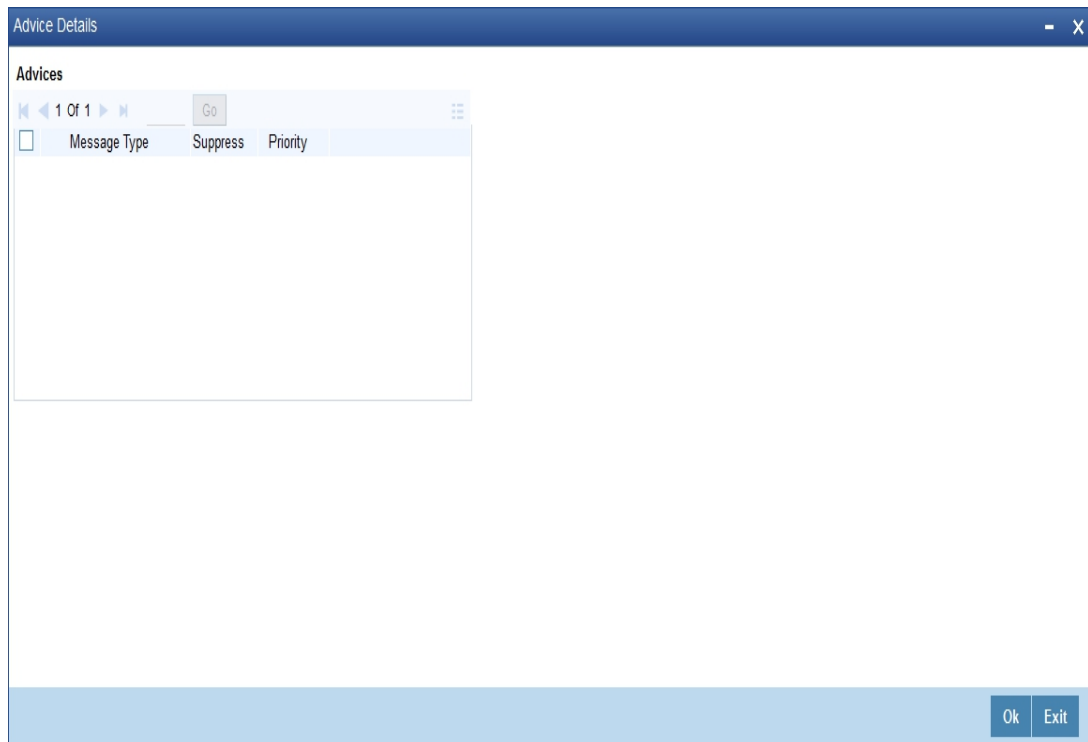 Advice Details
Advices
1 Of 1 Go
Message Type Suppress Priority
Ok Exit